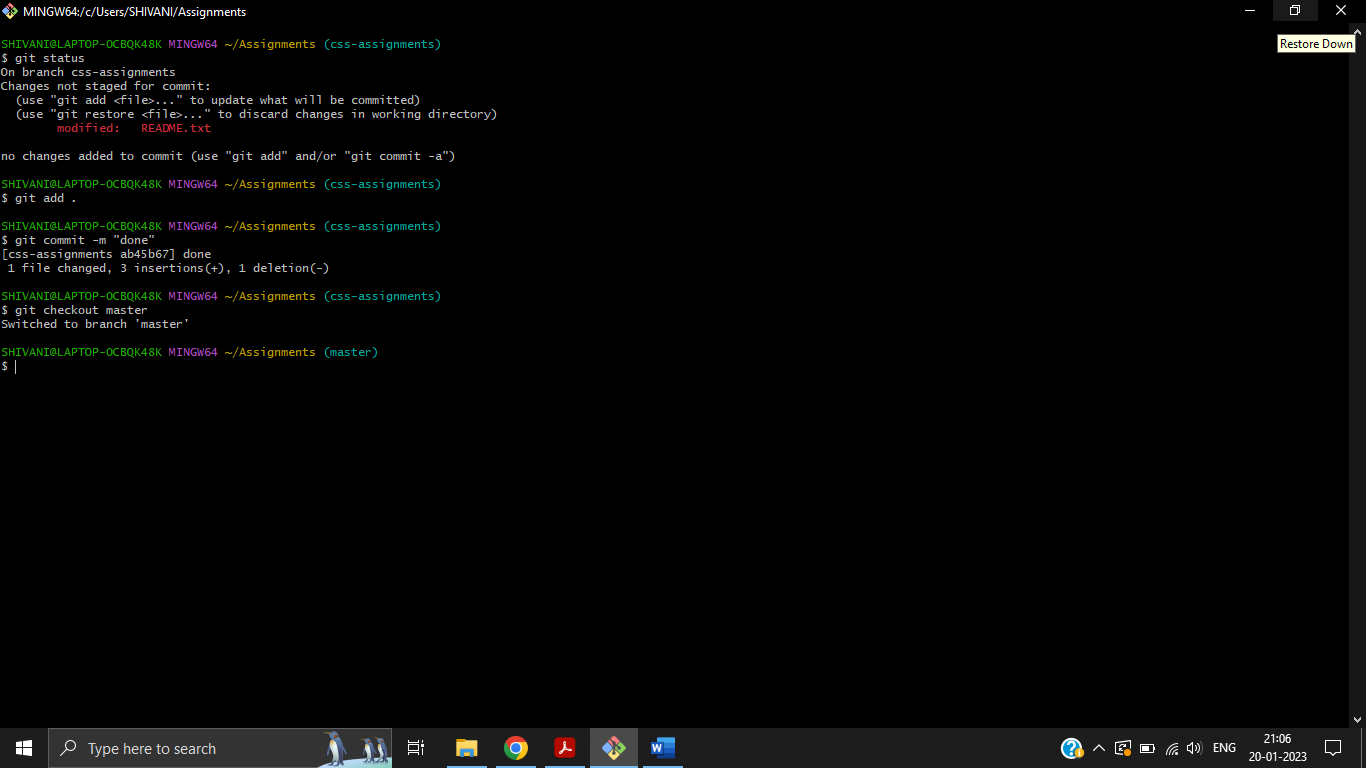 MINGW64:/c/Users/SHIVANI/Assignments
Restore Down
SHIVANI@LAPTOP-OCBQK48K MINGW64 ~/Assignments (css-assignments)
$ git status
On branch css-assignments
Changes not staged for commit:
  (use "git add <file>..." to update what will be committed)
  (use "git restore <file>..." to discard changes in working directory)
        modified:   README.txt

no changes added to commit (use "git add" and/or "git commit -a")

SHIVANI@LAPTOP-OCBQK48K MINGW64 ~/Assignments (css-assignments)
$ git add .

SHIVANI@LAPTOP-OCBQK48K MINGW64 ~/Assignments (css-assignments)
$ git commit -m "done"
[css-assignments ab45b67] done
 1 file changed, 3 insertions(+), 1 deletion(-)

SHIVANI@LAPTOP-OCBQK48K MINGW64 ~/Assignments (css-assignments)
$ git checkout master
Switched to branch 'master'

SHIVANI@LAPTOP-OCBQK48K MINGW64 ~/Assignments (master)
$
Type here to search
ENG
21:06
20-01-2023